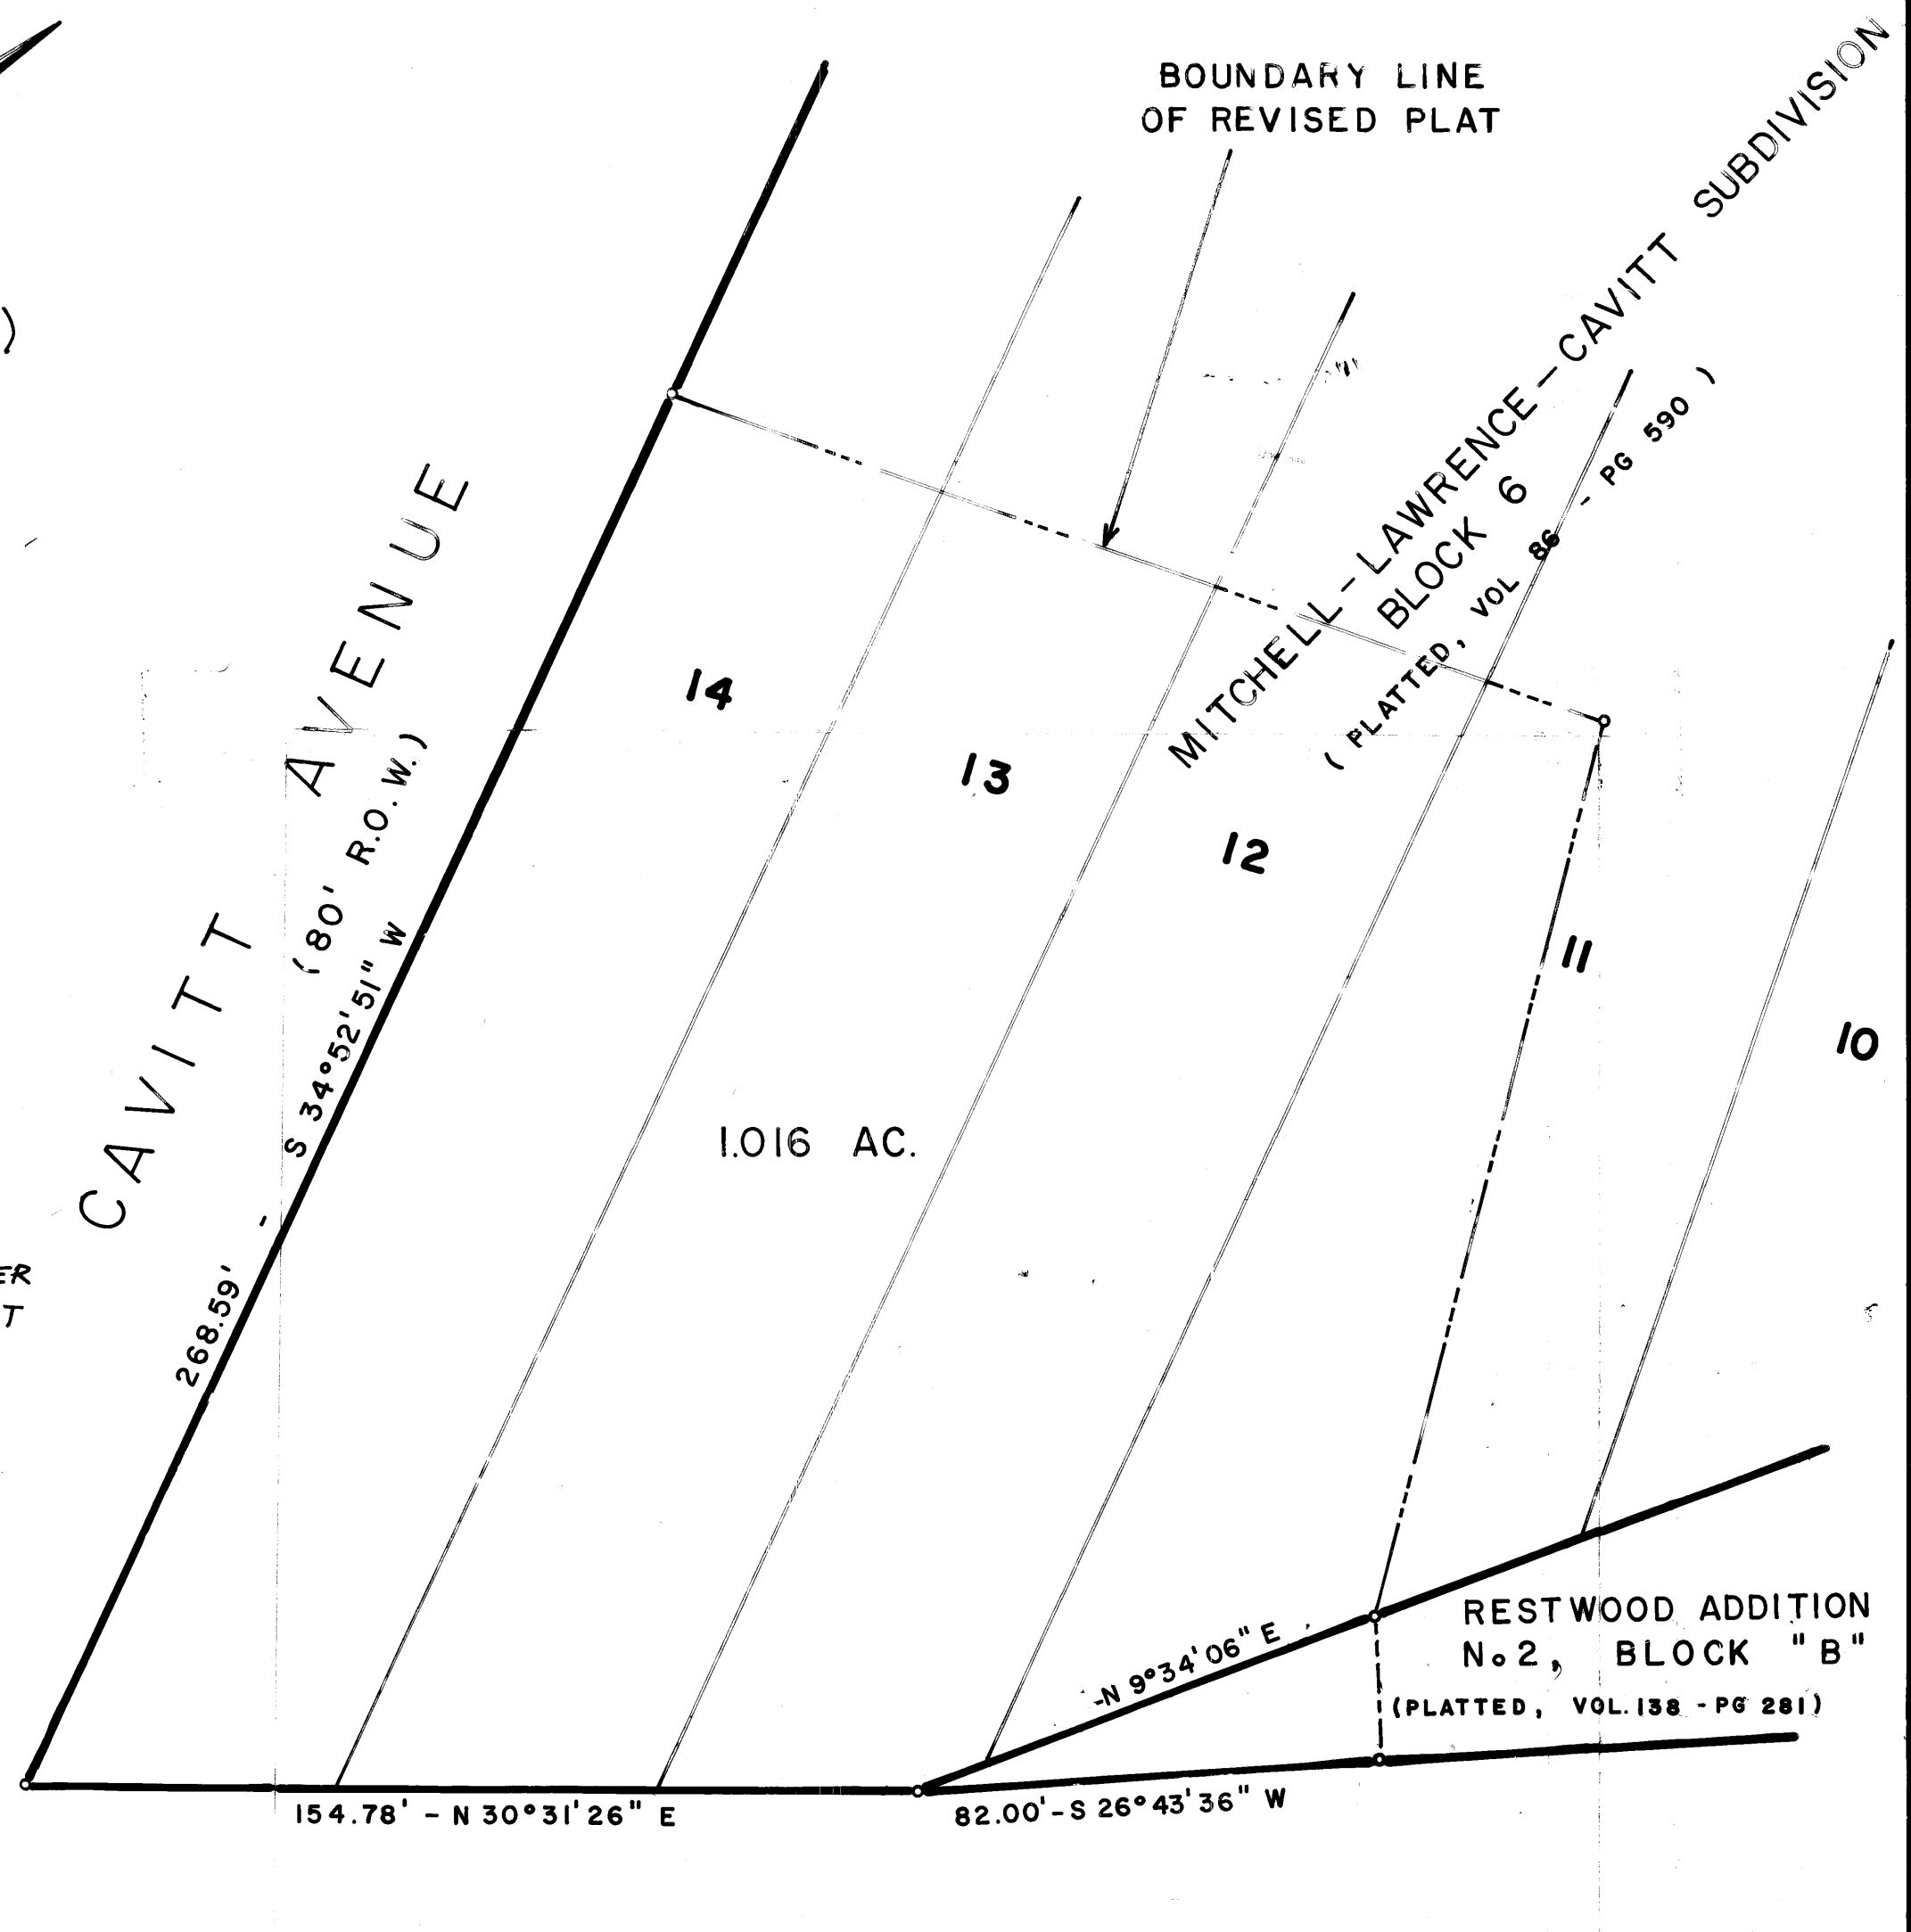 BOUNDARY LINE
OF REVISED PLAT
MITCHELL - LAWRENCE - CAVITT SUBDIVISION
BLOCK 6
( PLATTED, VOL 86 - PG 590 )
CAVITT AVENUE
(80' R.O.W.)
268.59' - S 34°52'51" W
14
13
12
11
10
1.016 AC.
ER
T
-N 9°34'06" E
RESTWOOD ADDITION
No2, BLOCK "B"
(PLATTED, VOL. 138 - PG 281)
154.78' - N 30°31'26" E
82.00' - S 26°43'36" W